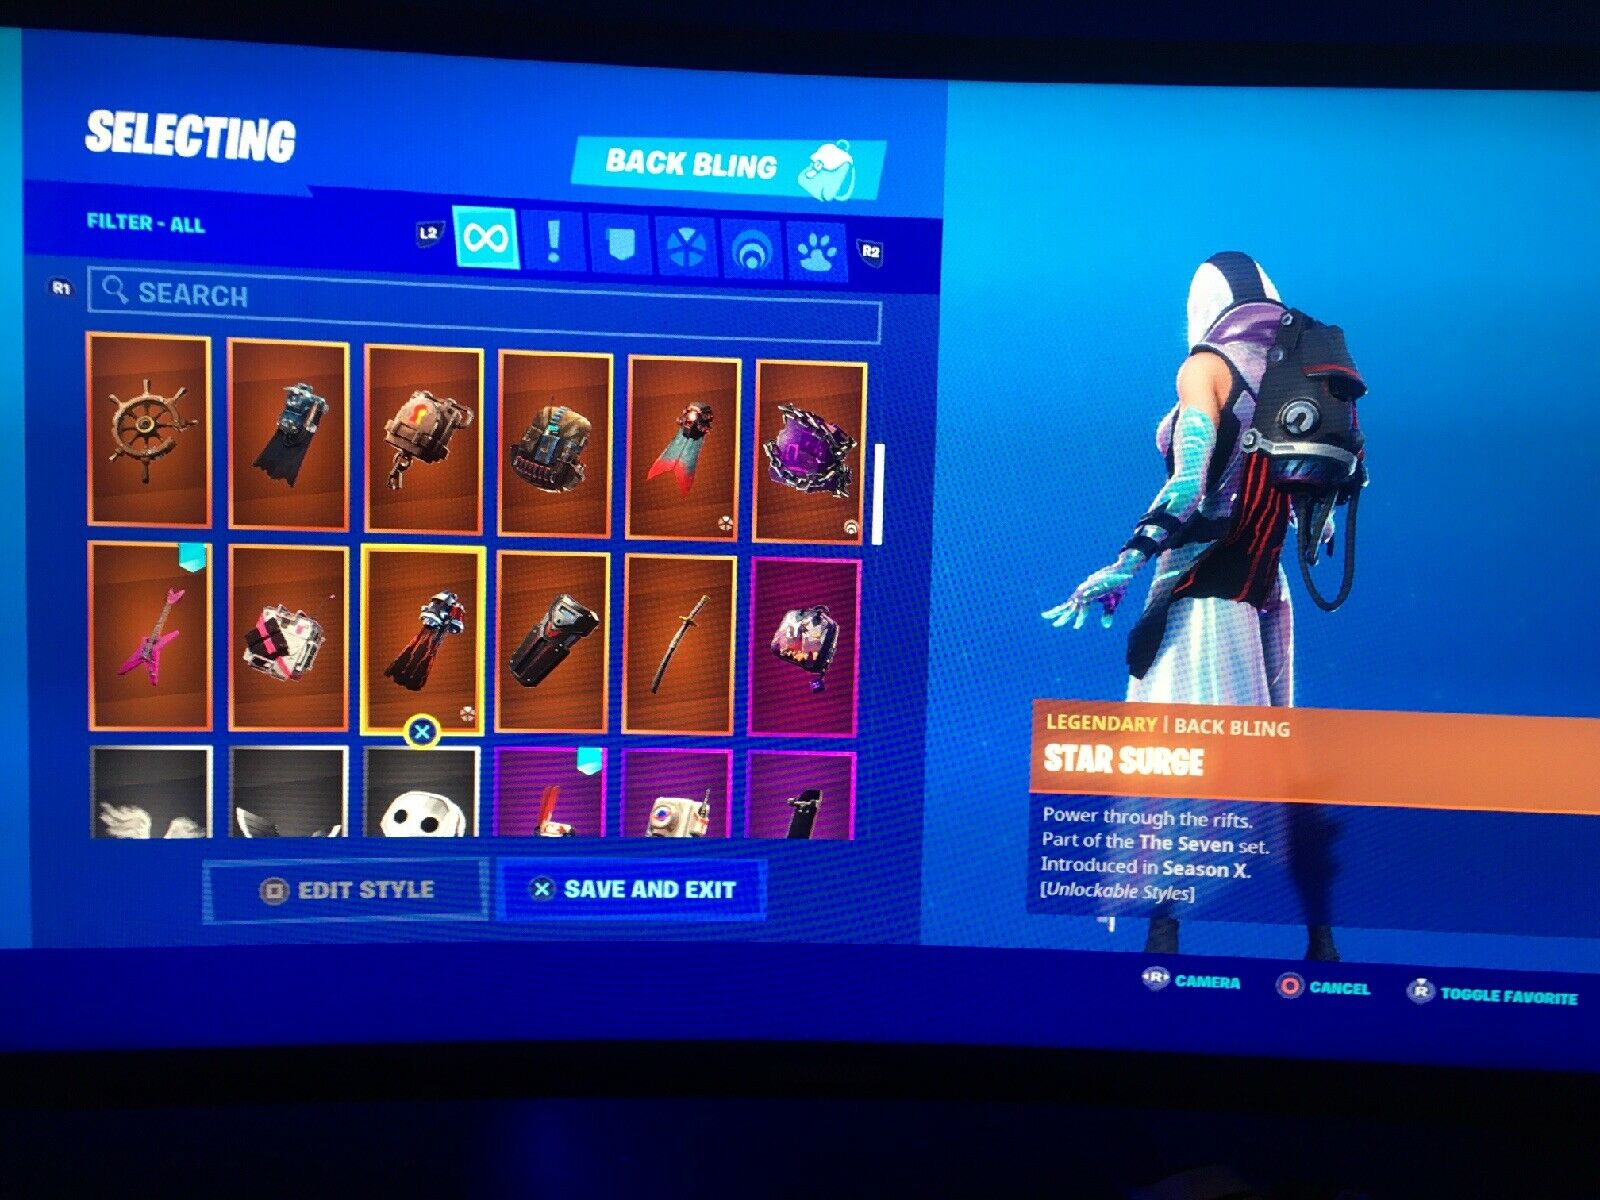 SELECTING
BACK BLING
FILTER - ALL
L2
R2
R1
SEARCH
EDIT STYLE
SAVE AND EXIT
LEGENDARY | BACK BLING
STAR SURGE
Power through the rifts.
Part of the The Seven set.
Introduced in Season X.
[Unlockable Styles]
R CAMERA
CANCEL
R TOGGLE FAVORITE